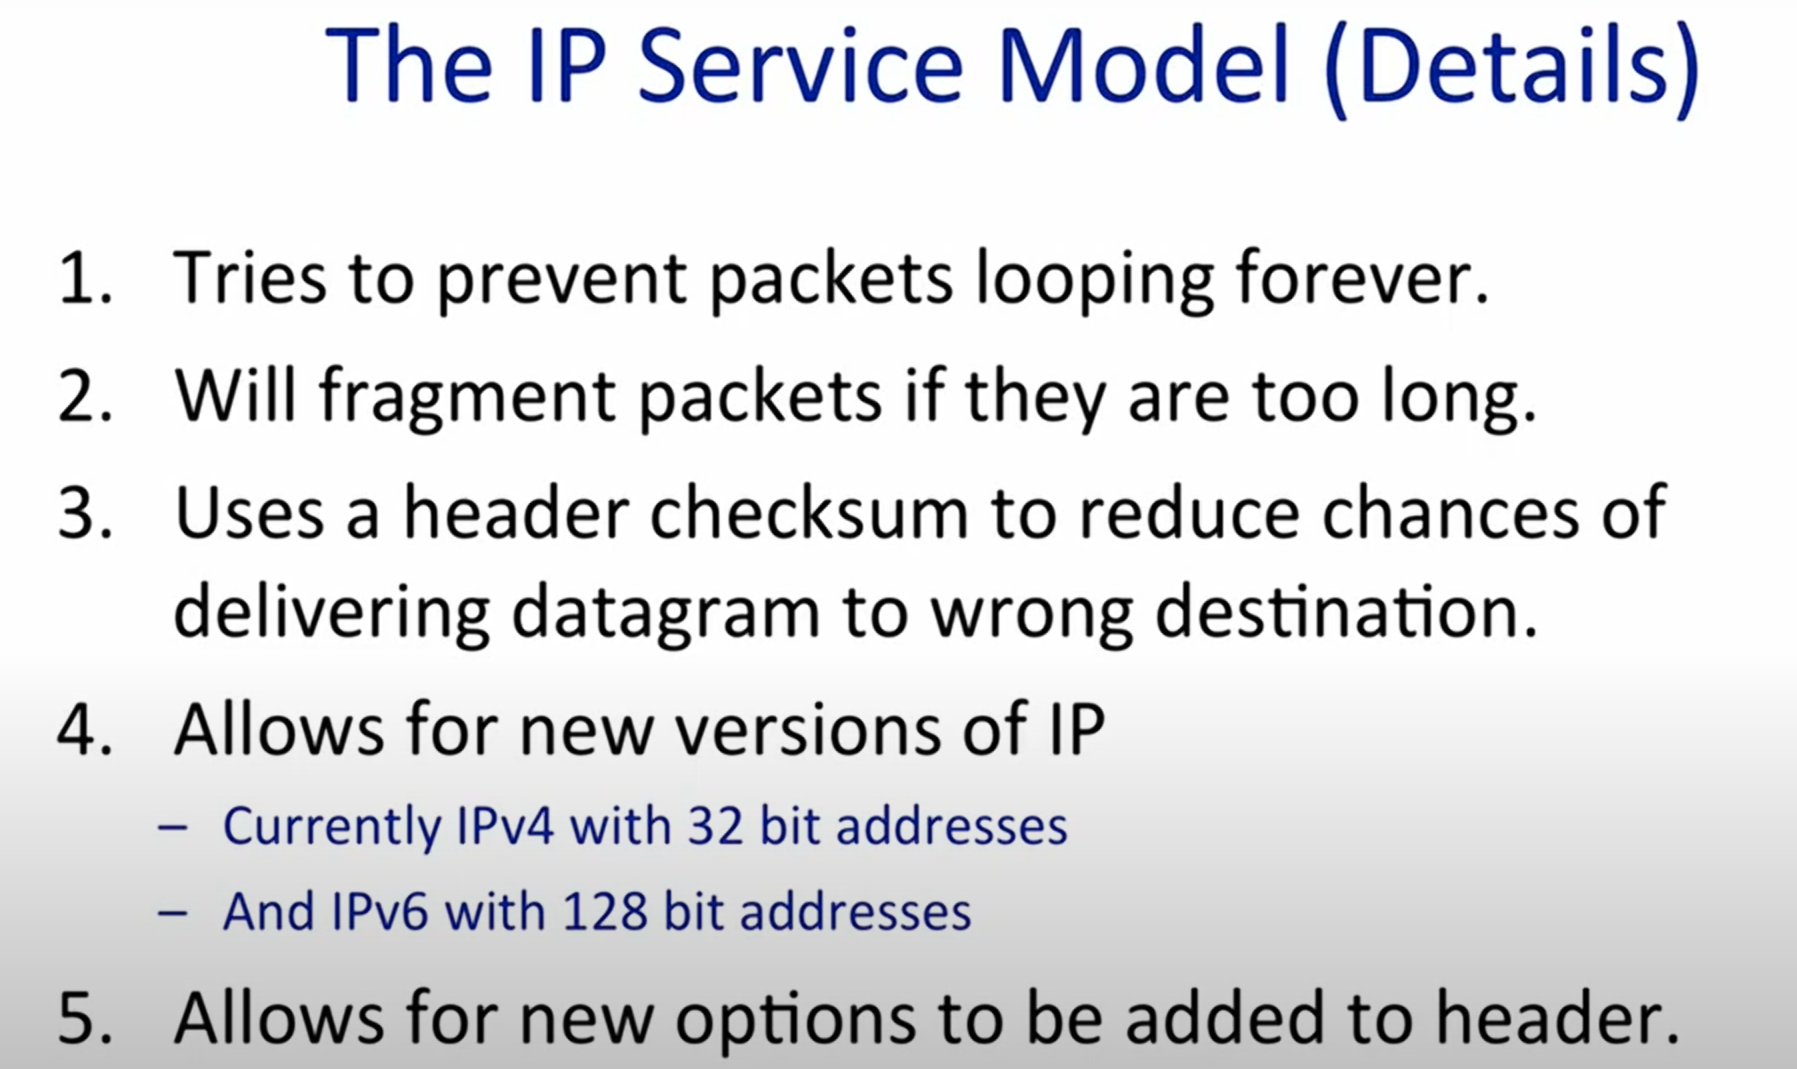 The IP Service Model (Details)
1. Tries to prevent packets looping forever.
2. Will fragment packets if they are too long.
3. Uses a header checksum to reduce chances of
delivering datagram to wrong destination.
4. Allows for new versions of IP
– Currently IPv4 with 32 bit addresses
– And IPv6 with 128 bit addresses
5. Allows for new options to be added to header.